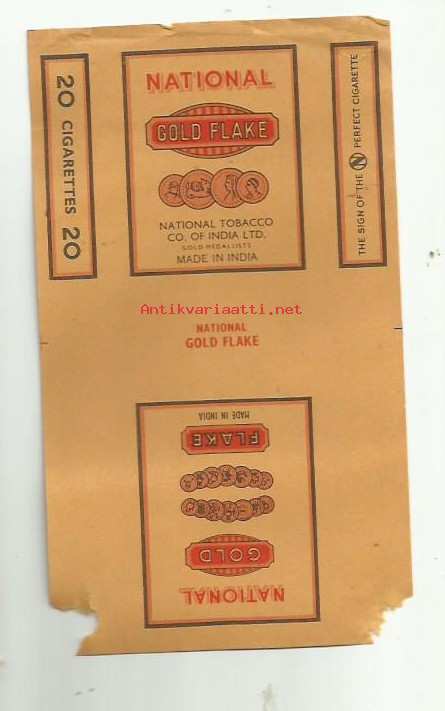 20 CIGARETTES 20
NATIONAL
GOLD FLAKE
NATIONAL TOBACCO
CO. OF INDIA LTD.
GOLD MEDALLISTS
MADE IN INDIA
THE SIGN OF THE N PERFECT CIGARETTE
Antikvariaatti.net
NATIONAL
GOLD FLAKE
NATIONAL
GOLD
FLAKE
MADE IN INDIA